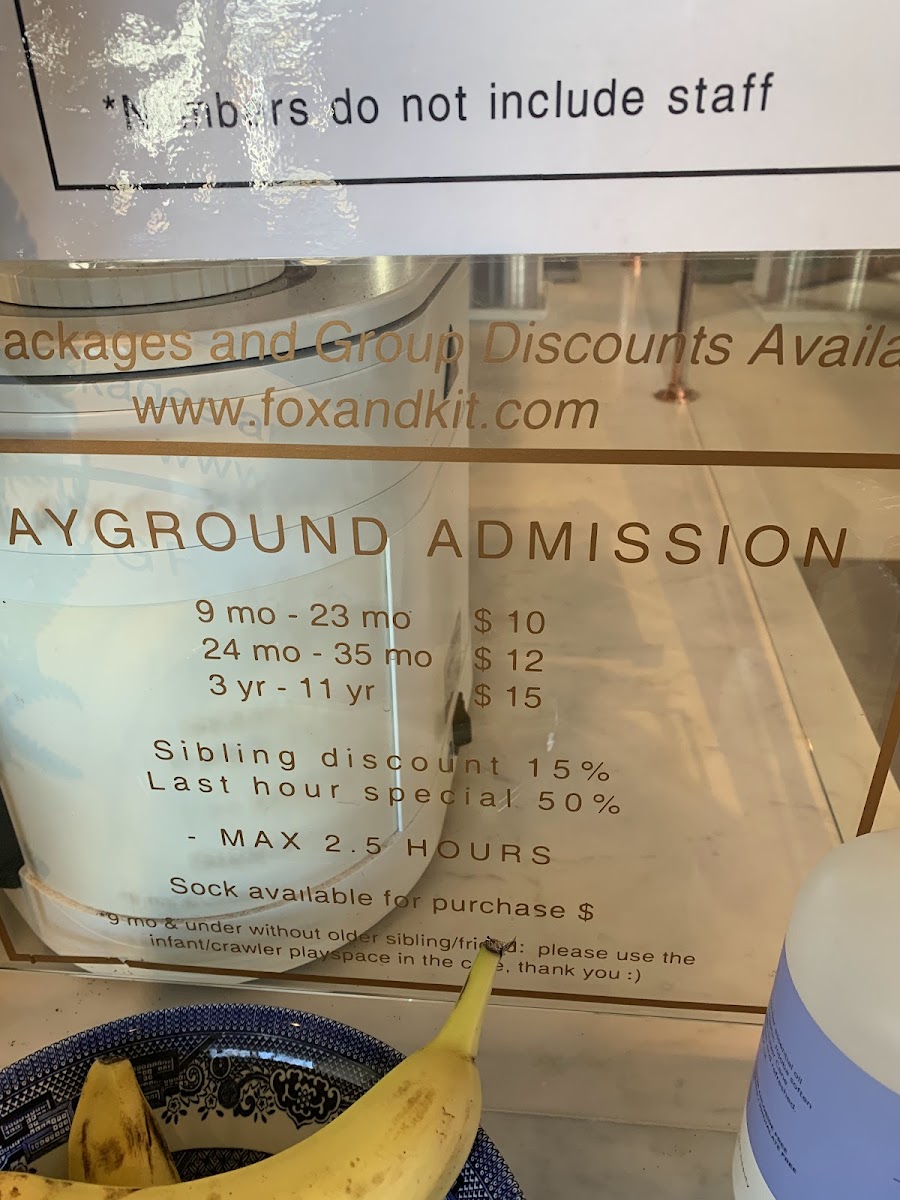 *Numbers do not include staff
ackages and Group Discounts Availa
www.foxandkit.com
AYGROUND ADMISSION
9 mo - 23 mo $ 10
24 mo - 35 mo $ 12
3 yr - 11 yr $ 15
Sibling discount 15%
Last hour special 50%
- MAX 2.5 HOURS
Sock available for purchase $
*9 mo & under without older sibling/friend: please use the
infant/crawler playspace in the cafe, thank you :)